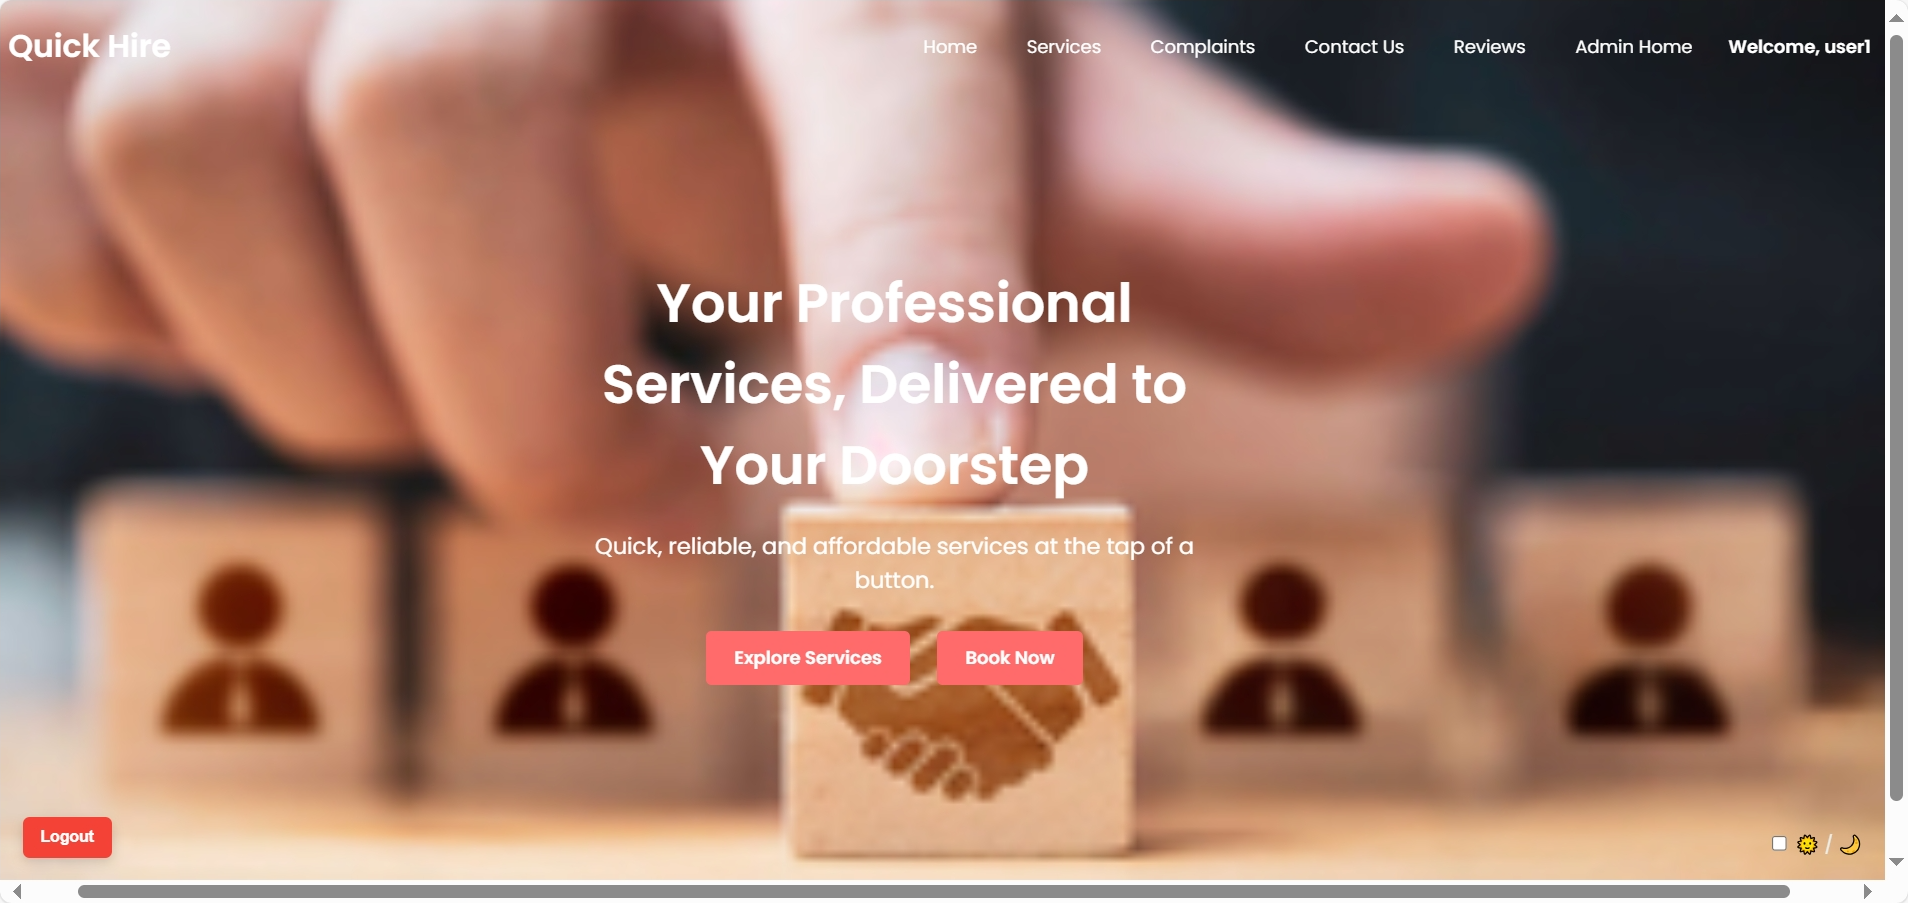 Quick Hire
Home Services Complaints Contact Us Reviews Admin Home Welcome, user1
Your Professional
Services, Delivered to
Your Doorstep
Quick, reliable, and affordable services at the tap of a
button.
Explore Services Book Now
Logout
/